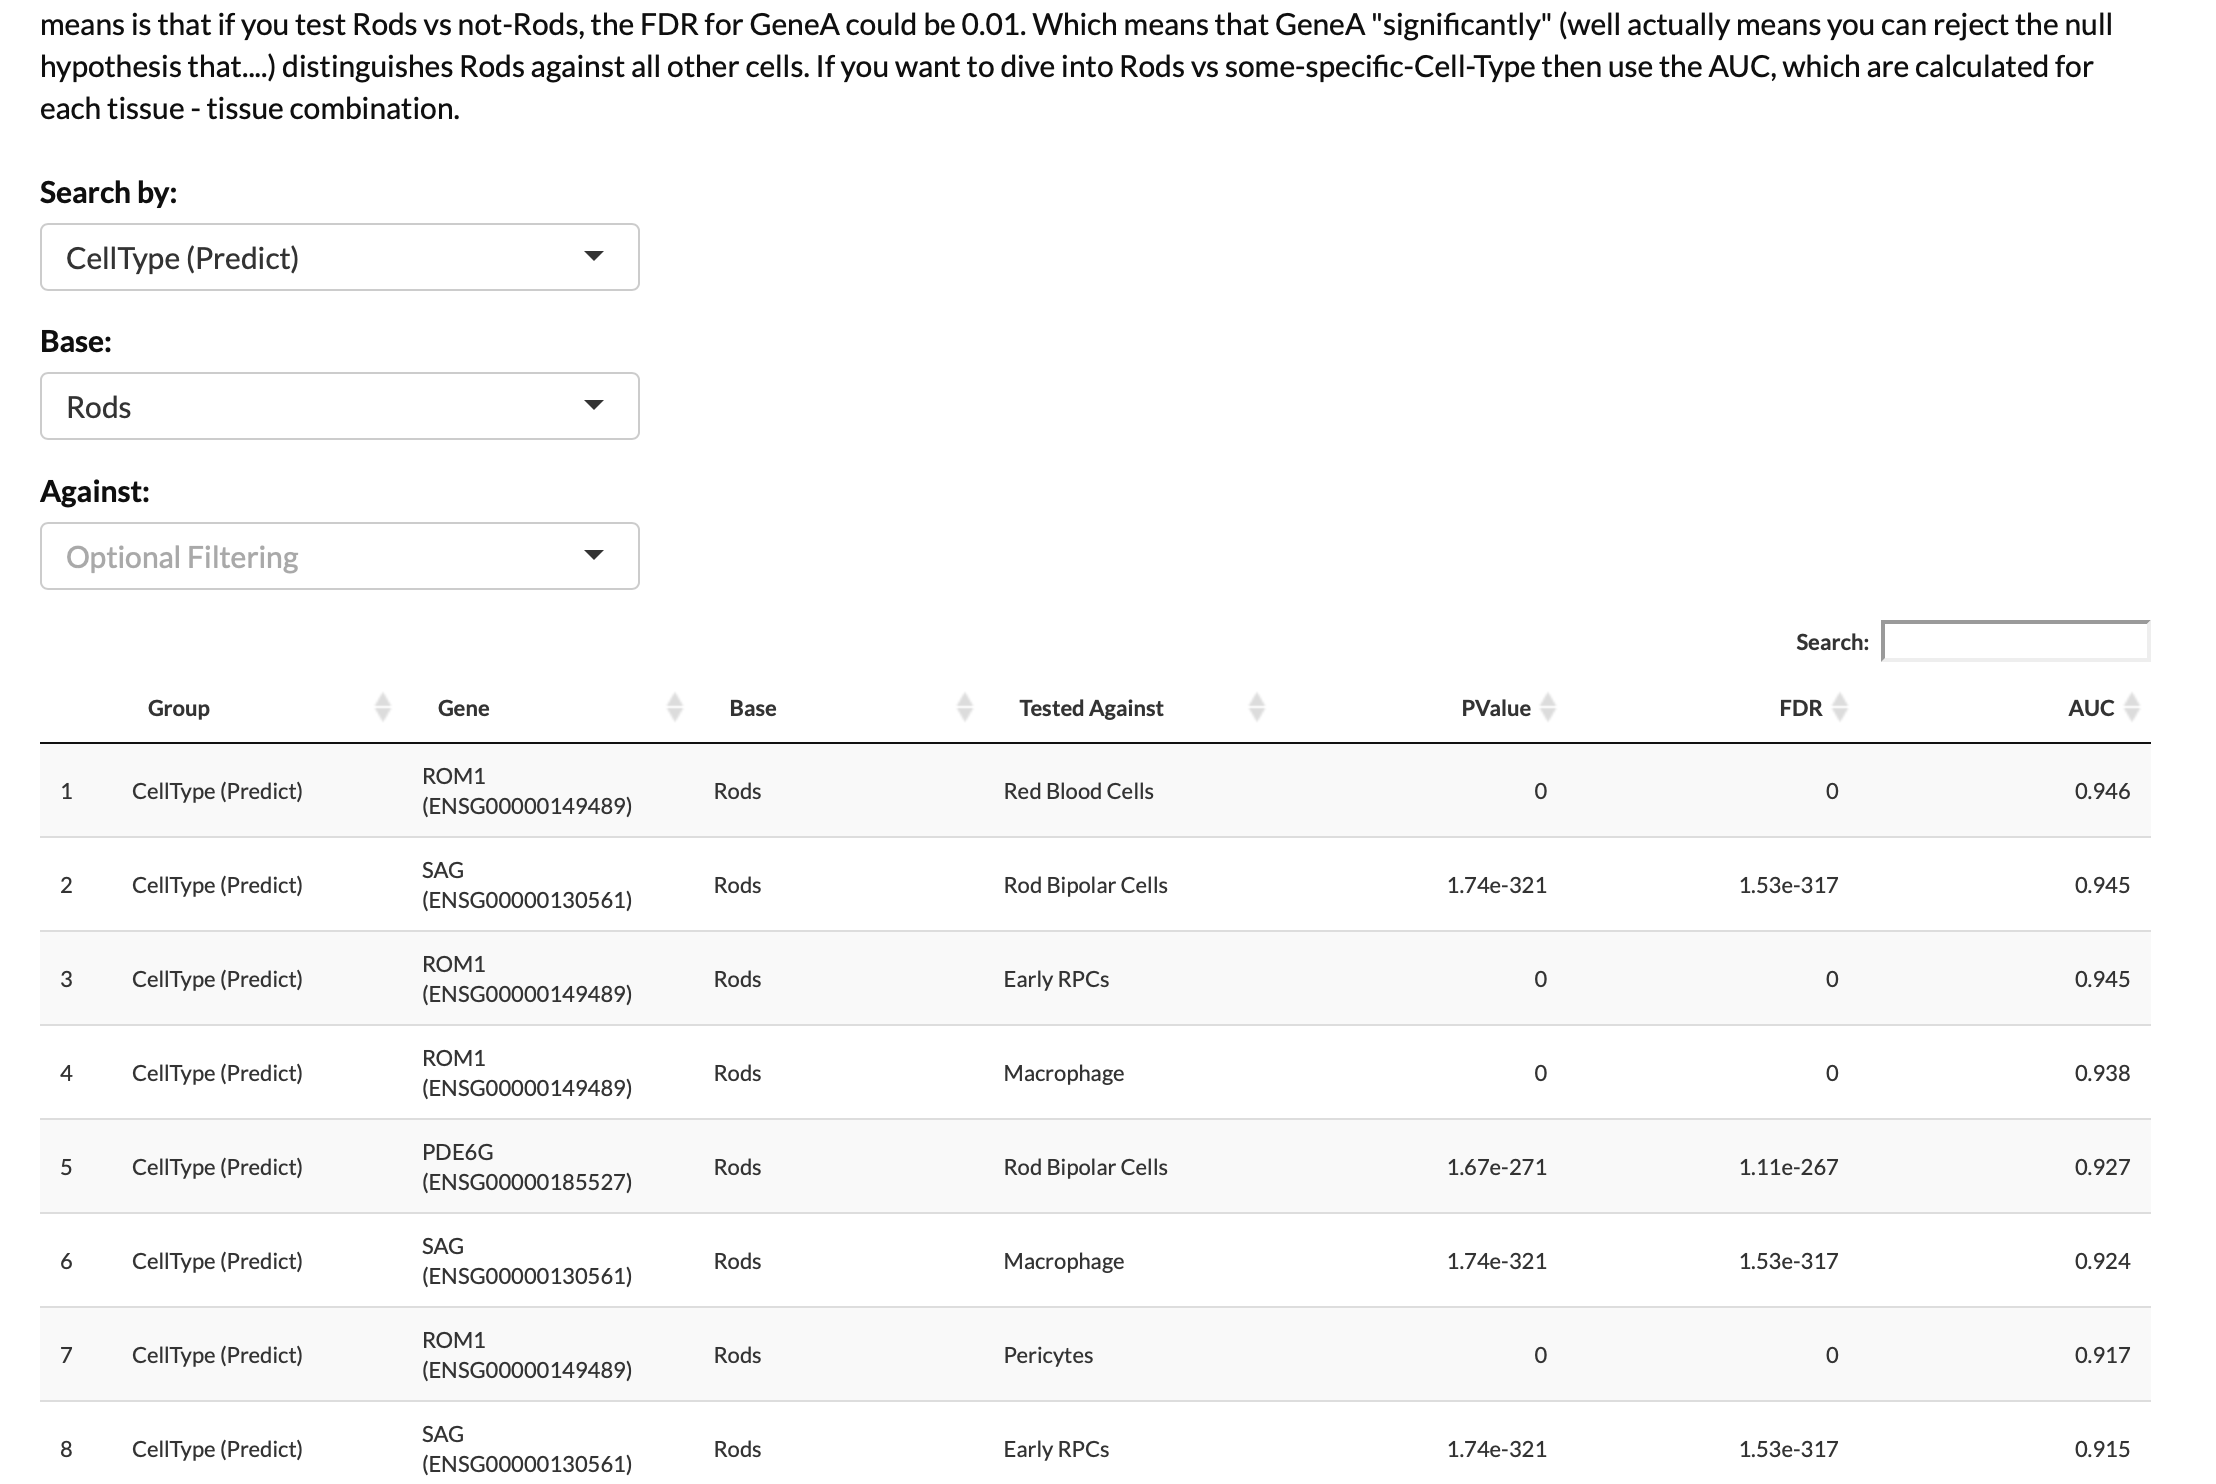 means is that if you test Rods vs not-Rods, the FDR for GeneA could be 0.01. Which means that GeneA "significantly" (well actually means you can reject the null
hypothesis that....) distinguishes Rods against all other cells. If you want to dive into Rods vs some-specific-Cell-Type then use the AUC, which are calculated for
each tissue - tissue combination.
Search by:
CellType (Predict)
Base:
Rods
Against:
Optional Filtering
Search:
Group Gene Base Tested Against PValue FDR AUC
1 CellType (Predict) ROM1 (ENSG00000149489) Rods Red Blood Cells 0 0 0.946
2 CellType (Predict) SAG (ENSG00000130561) Rods Rod Bipolar Cells 1.74e-321 1.53e-317 0.945
3 CellType (Predict) ROM1 (ENSG00000149489) Rods Early RPCs 0 0 0.945
4 CellType (Predict) ROM1 (ENSG00000149489) Rods Macrophage 0 0 0.938
5 CellType (Predict) PDE6G (ENSG00000185527) Rods Rod Bipolar Cells 1.67e-271 1.11e-267 0.927
6 CellType (Predict) SAG (ENSG00000130561) Rods Macrophage 1.74e-321 1.53e-317 0.924
7 CellType (Predict) ROM1 (ENSG00000149489) Rods Pericytes 0 0 0.917
8 CellType (Predict) SAG (ENSG00000130561) Rods Early RPCs 1.74e-321 1.53e-317 0.915